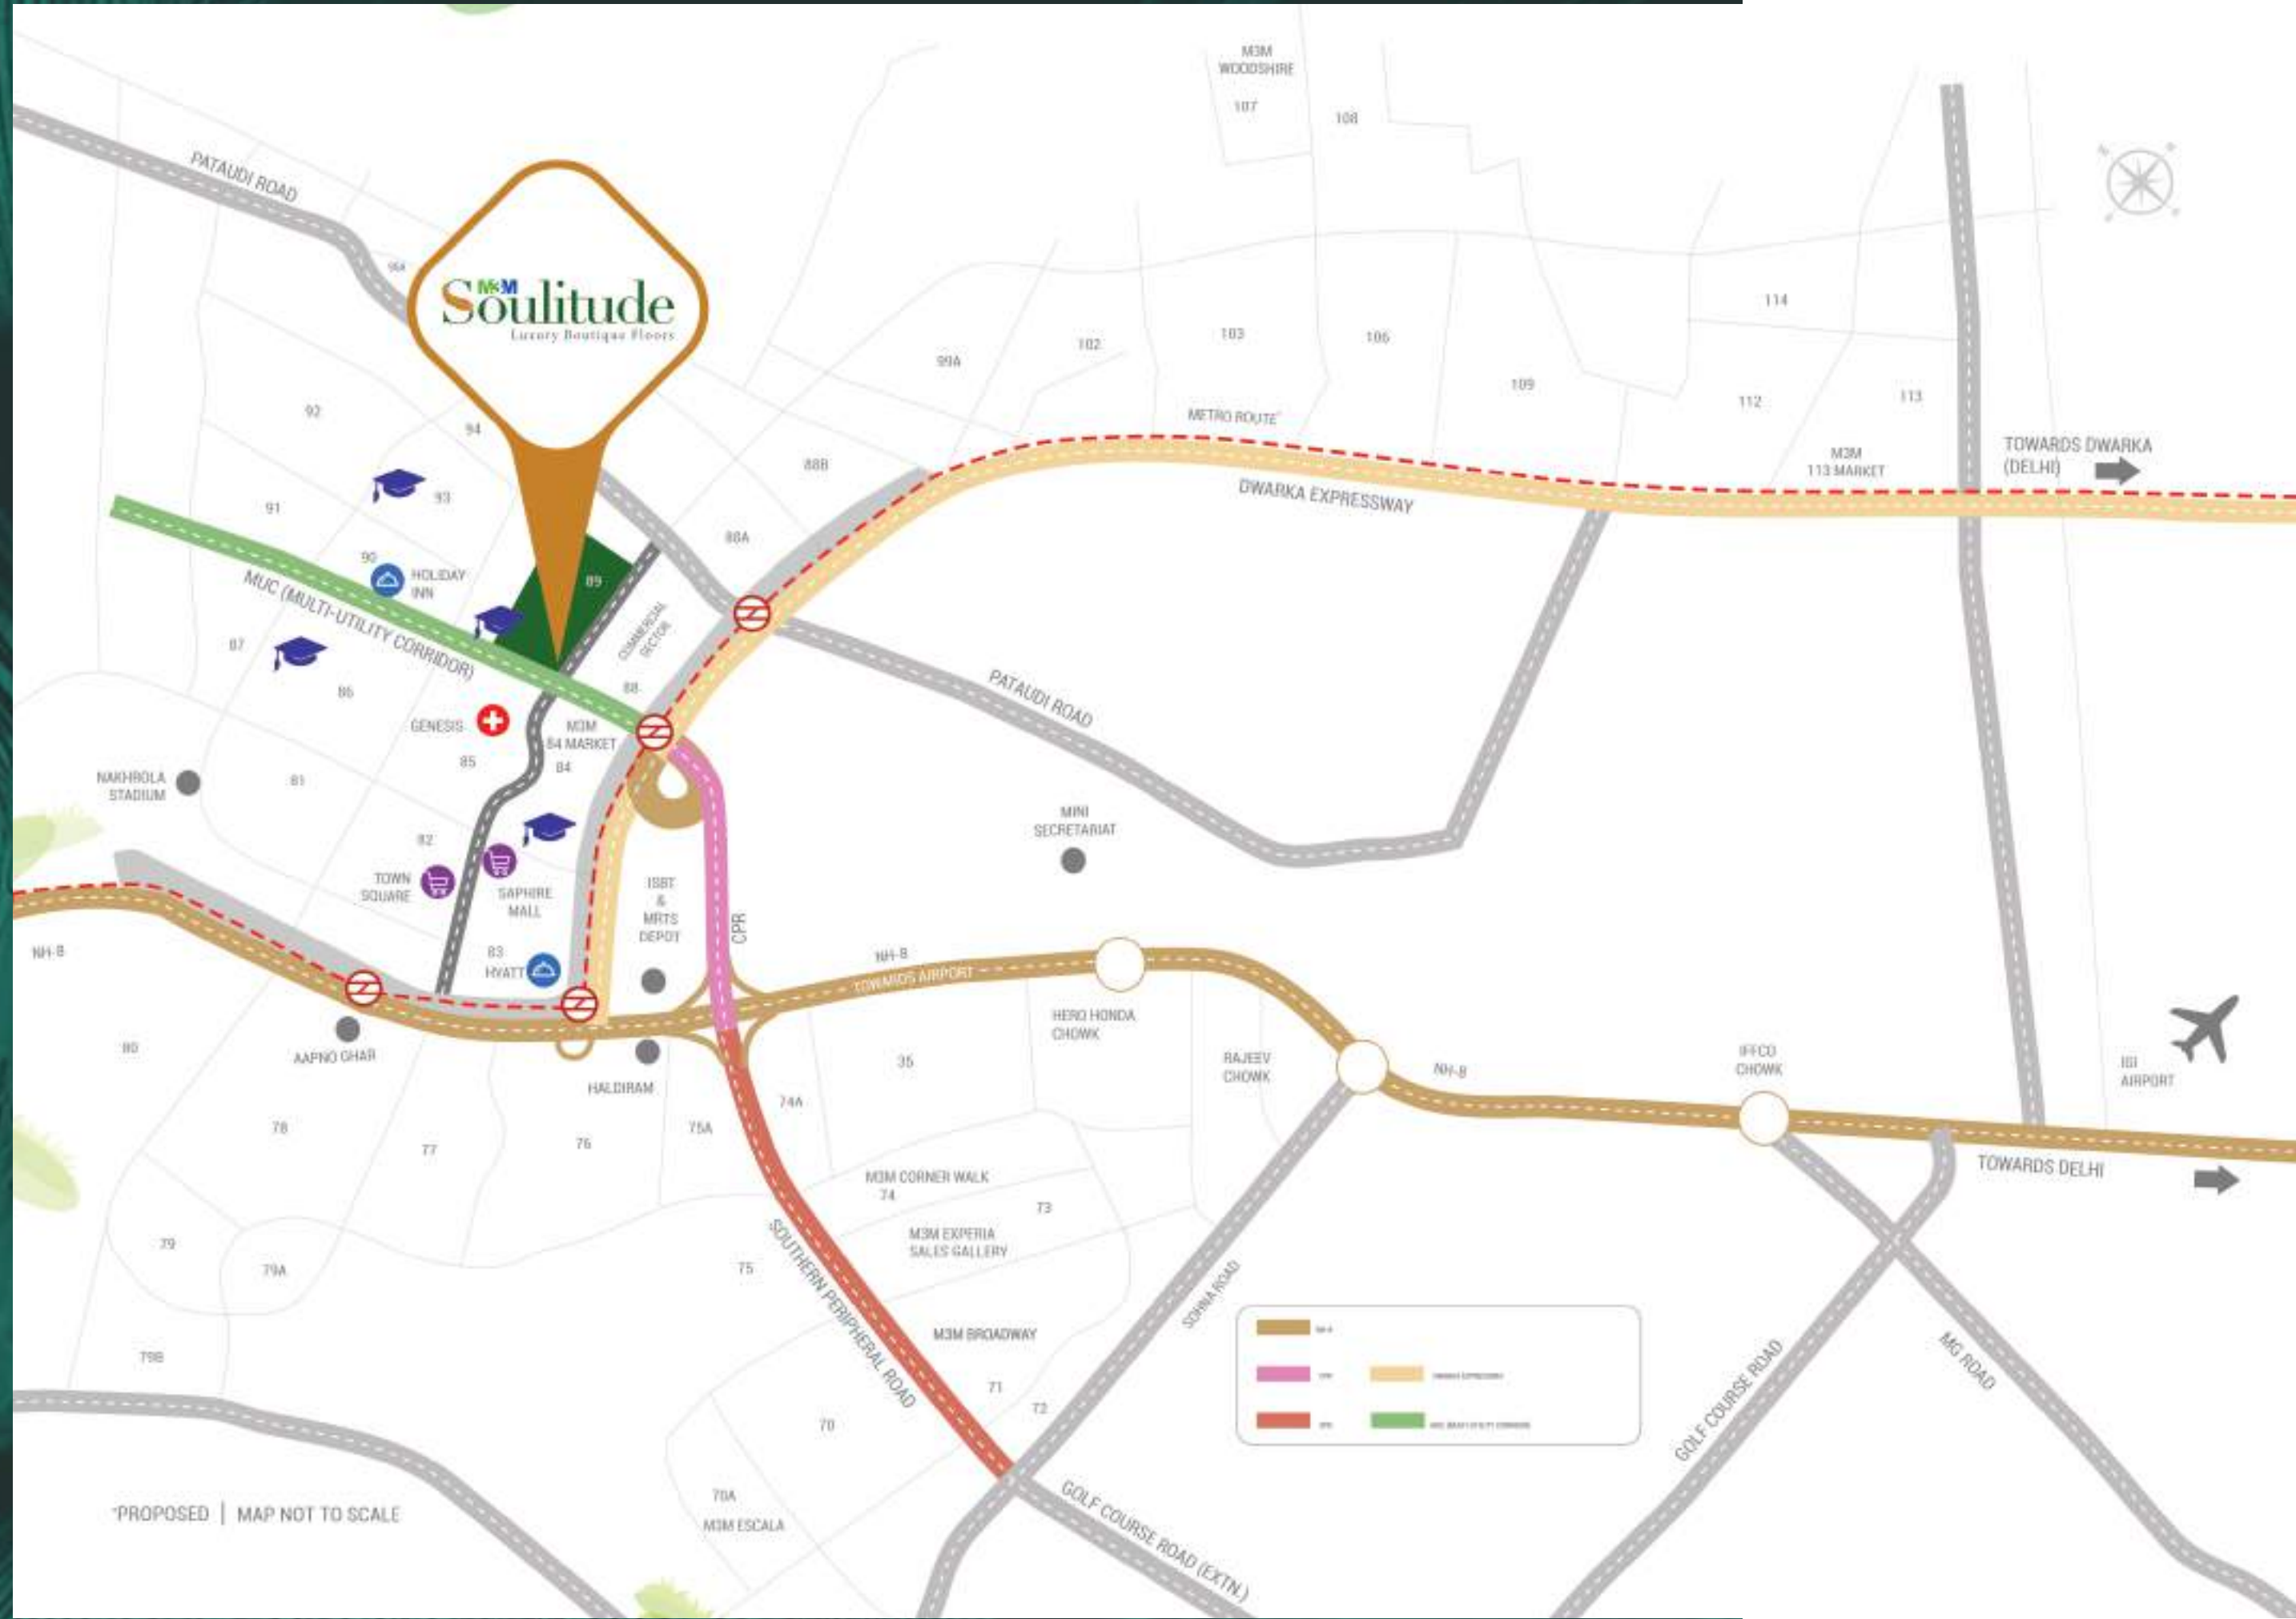 M3M
WOODSHIRE
107
108
PATAUDI ROAD
M3M
Soulitude
Luxury Boutique Floors
114
102
103
106
99A
109
112
113
92
94
METRO ROUTE*
88B
M3M
113 MARKET
TOWARDS DWARKA
(DELHI)
93
91
DWARKA EXPRESSWAY
88A
90
HOLIDAY
INN
89
MUC (MULTI-UTILITY CORRIDOR)
COMMERCIAL
SECTOR
87
86
88
PATAUDI ROAD
GENESIS
M3M
84 MARKET
85
84
NAKHROLA
STADIUM
81
MINI
SECRETARIAT
82
TOWN
SQUARE
SAPHIRE
MALL
ISBT
&
MRTS
DEPOT
CPR
NH-8
83
HYATT
NH-8
HERO HONDA
CHOWK
80
AAPNO GHAR
HALDIRAM
35
RAJEEV
CHOWK
NH-8
IFFCO
CHOWK
IGI
AIRPORT
74A
78
77
76
75A
TOWARDS DELHI
M3M CORNER WALK
74
73
M3M EXPERIA
SALES GALLERY
79
79A
75
SOUTHERN PERIPHERAL ROAD
SOHNA ROAD
M3M BROADWAY
79B
71
72
70
GOLF COURSE ROAD
MG ROAD
70A
M3M ESCALA
GOLF COURSE ROAD (EXTN.)
*PROPOSED | MAP NOT TO SCALE